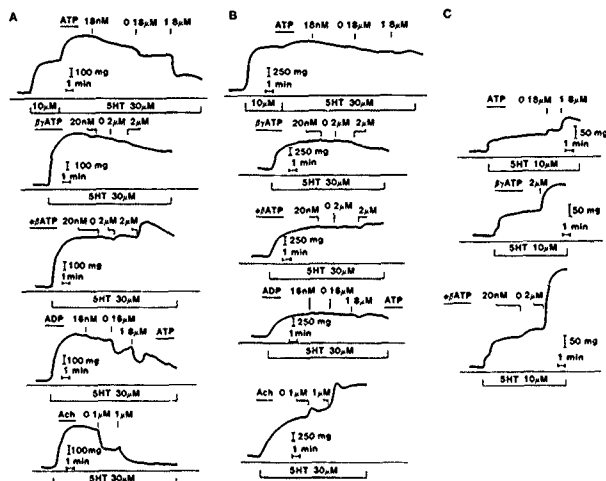 A
ATP 18nM 0 18µM 1 8µM
100 mg
1 min
10µM 5HT 30µM
βγATP 20nM 0 2µM 2µM
100 mg
1 min
5HT 30µM
αβATP 20nM 0 2µM 2µM
100 mg
1 min
5HT 30µM
ADP 16nM 0 16µM 1 8µM ATP
100 mg
1 min
5HT 30µM
Ach 0 1µM 1µM
100mg
1 min
5HT 30µM
B
ATP 18nM 0 18µM 1 8µM
250 mg
1 min
10µM 5HT 30µM
βγATP 20nM 0 2µM 2µM
250 mg
1 min
5HT 30µM
αβATP 20nM 0 2µM 2µM
250 mg
1 min
5HT 30µM
ADP 16nM 0 16µM 1 8µM ATP
250 mg
1 min
5HT 30µM
Ach 0 1µM 1µM
250 mg
1 min
5HT 30µM
C
ATP 0 18µM 1 8µM
50 mg
1 min
5HT 10µM
βγATP 2µM
50 mg
1 min
5HT 10µM
αβATP 20nM 0 2µM
50 mg
1 min
5HT 10µM